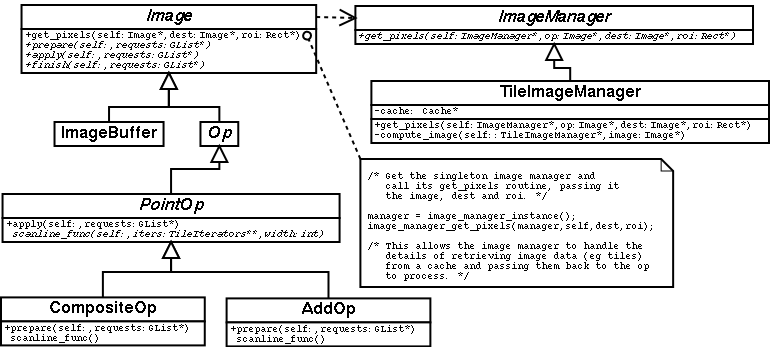 Image
+get_pixels(self:Image*,dest:Image*,roi:Rect*)
+prepare(self:,requests:GList*)
+apply(self:,requests:GList*)
+finish(self:,requests:GList*)
ImageManager
+get_pixels(self:ImageManager*,op:Image*,dest:Image*,roi:Rect*)
TileImageManager
-cache: Cache*
+get_pixels(self:ImageManager*,op:Image*,dest:Image*,roi:Rect*)
-compute_image(self::TileImageManager*,image:Image*)
ImageBuffer
Op
/* Get the singleton image manager and
call its get_pixels routine, passing it
the image, dest and roi. */
manager = image_manager_instance();
image_manager_get_pixels(manager,self,dest,roi);
/* This allows the image manager to handle the
details of retrieving image data (eg tiles)
from a cache and passing them back to the op
to process. */
PointOp
+apply(self:,requests:GList*)
scanline_func(self:,iters:TileIterators**,width:int)
CompositeOp
+prepare(self:,requests:GList*)
scanline_func()
AddOp
+prepare(self:,requests:GList*)
scanline_func()